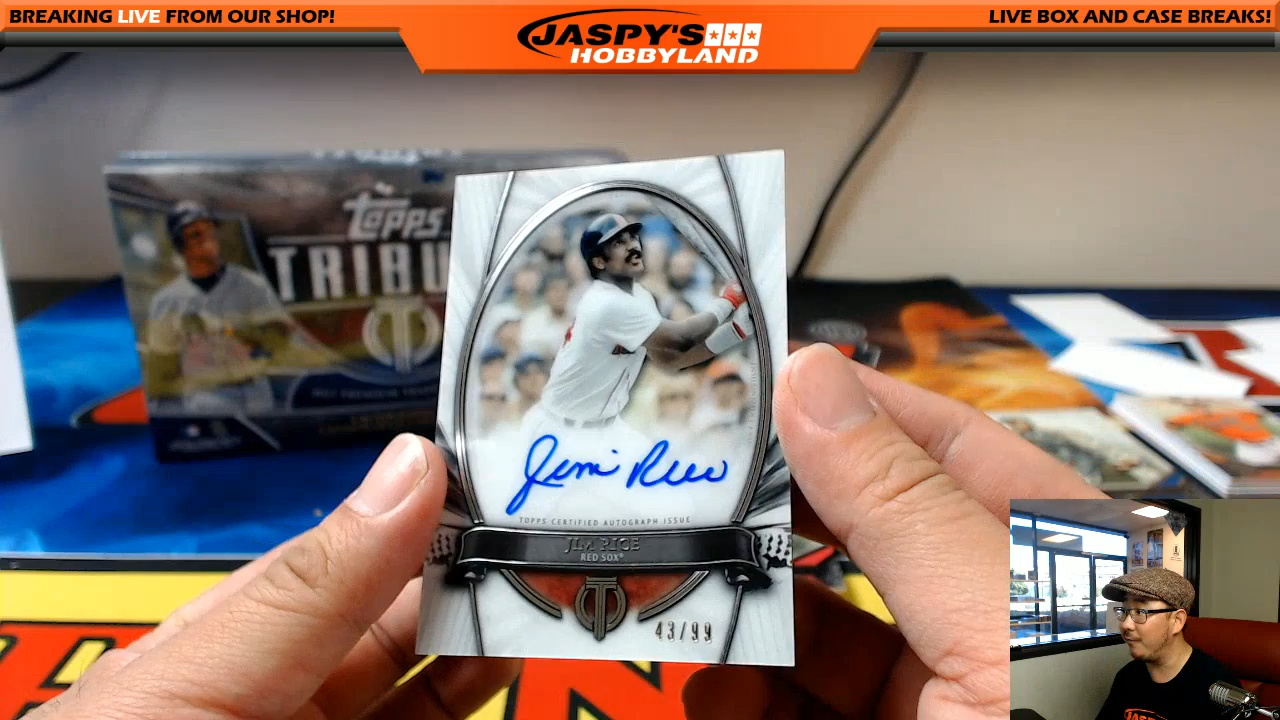 BREAKING LIVE FROM OUR SHOP!
JASPY'S
HOBBYLAND
LIVE BOX AND CASE BREAKS!
Topps
TRIBU
Jim Rice
TOPPS CERTIFIED AUTOGRAPH ISSUE
JIM RICE
RED SOX
43/99
JASPY'S